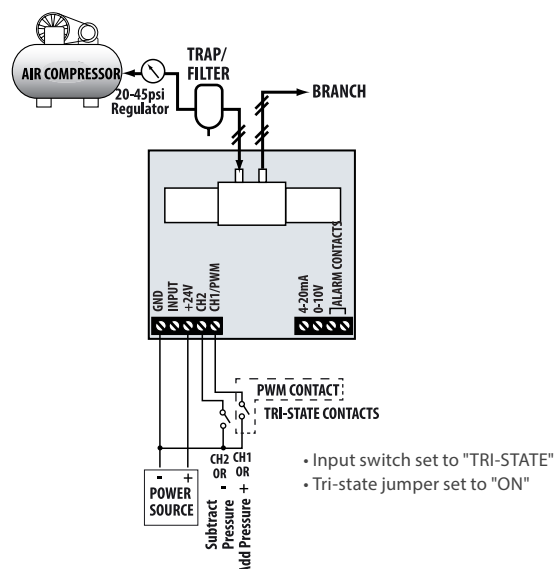 TRAP/
FILTER
AIR COMPRESSOR
20-45psi
Regulator
BRANCH
GND
INPUT
+24V
CH2
CH1/PWM
4-20mA
0-10V
ALARM CONTACTS
PWM CONTACT
TRI-STATE CONTACTS
CH2
OR
-
Subtract
Pressure
CH1
OR
+
Add Pressure
- +
POWER
SOURCE
• Input switch set to "TRI-STATE"
• Tri-state jumper set to "ON"